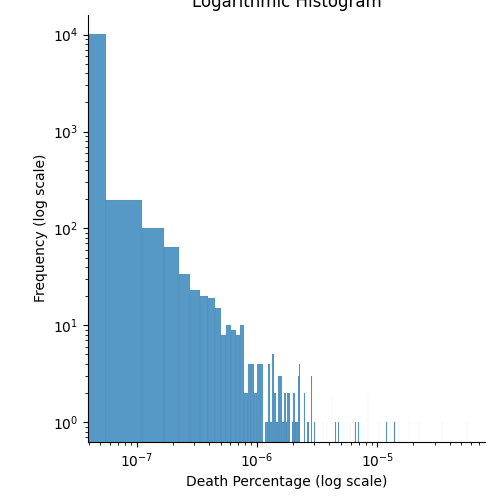 Logarithmic Histogram
10⁴
10³
10²
10¹
10⁰
Frequency (log scale)
10⁻⁷
10⁻⁶
10⁻⁵
Death Percentage (log scale)